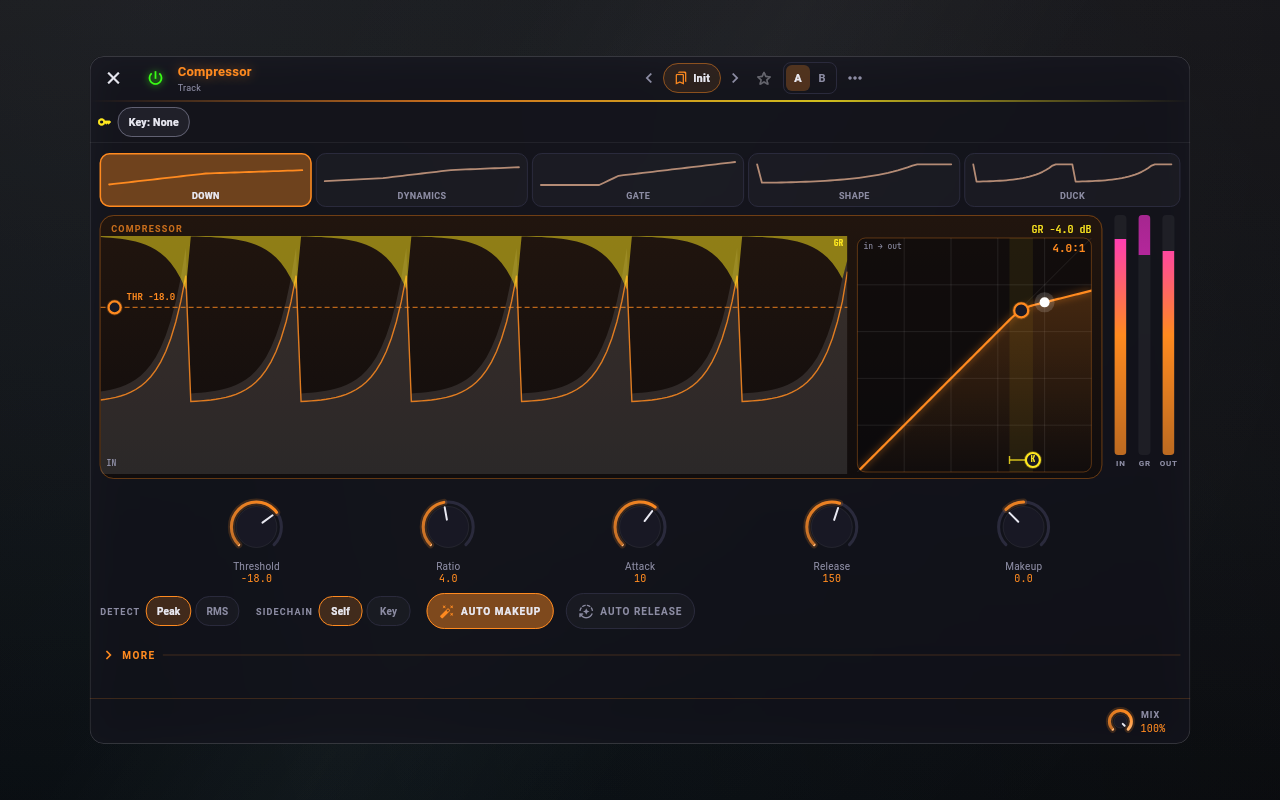 Compressor
Track
Init
A B
Key: None
DOWN
DYNAMICS
GATE
SHAPE
DUCK
COMPRESSOR
GR -4.0 dB
GR
in → out
4.0:1
THR -18.0
IN
K
IN GR OUT
Threshold
-18.0
Ratio
4.0
Attack
10
Release
150
Makeup
0.0
DETECT Peak RMS SIDECHAIN Self Key AUTO MAKEUP AUTO RELEASE
MORE
MIX
100%